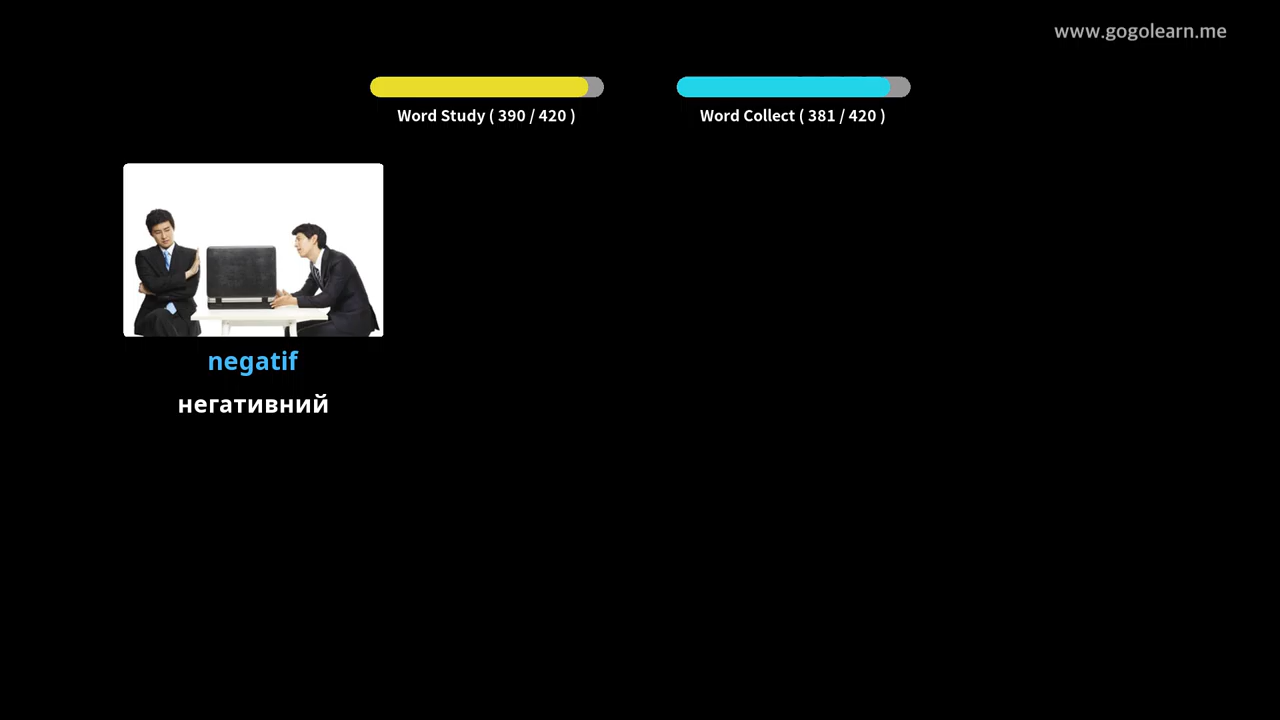 www.gogolearn.me
Word Study ( 390 / 420 )
Word Collect ( 381 / 420 )
negatif
негативний